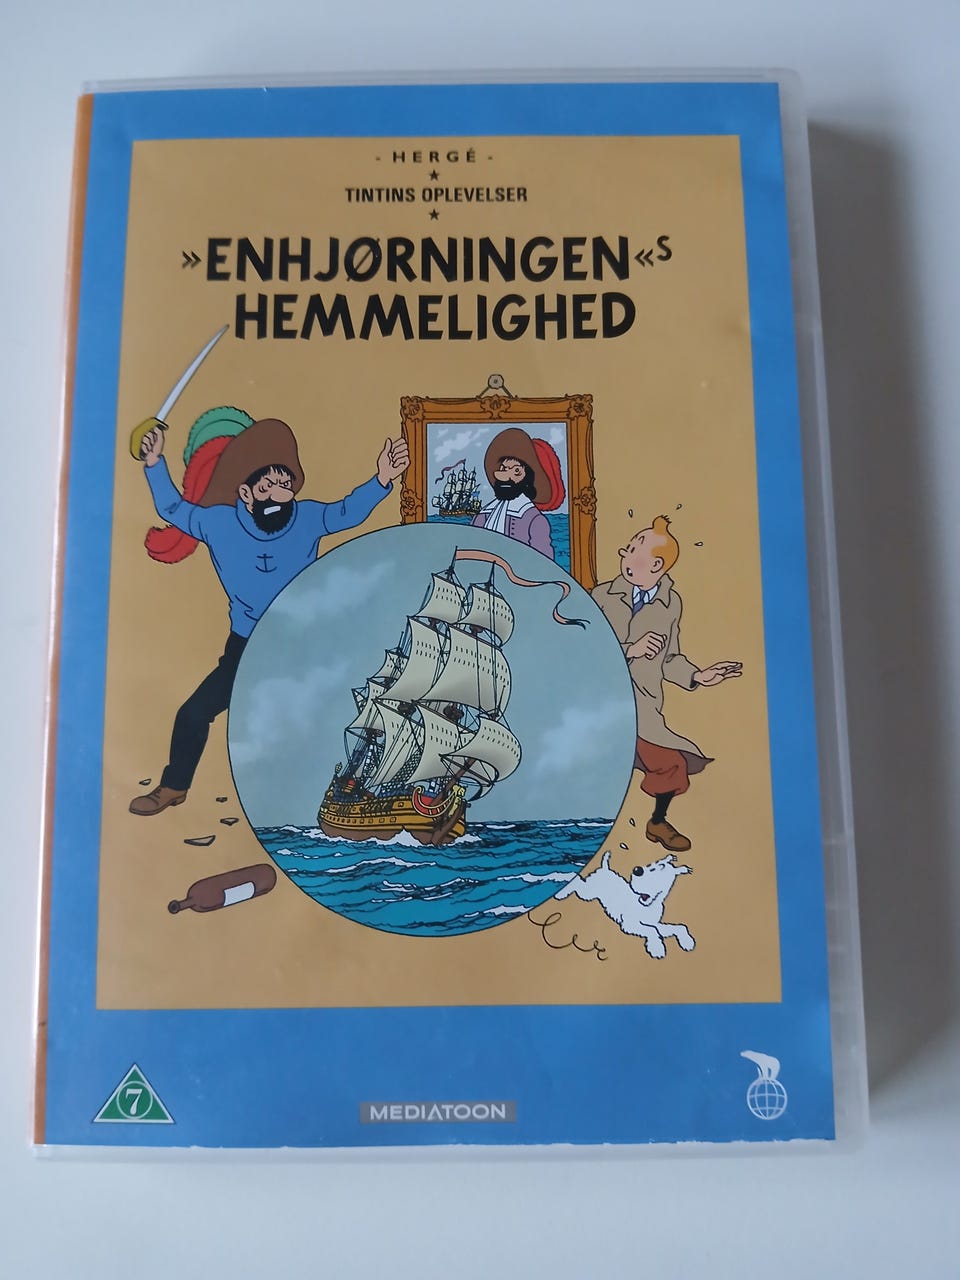 - HERGÉ -
TINTINS OPLEVELSER
»ENHJØRNINGEN«S
HEMMELIGHED
7
MEDIATOON